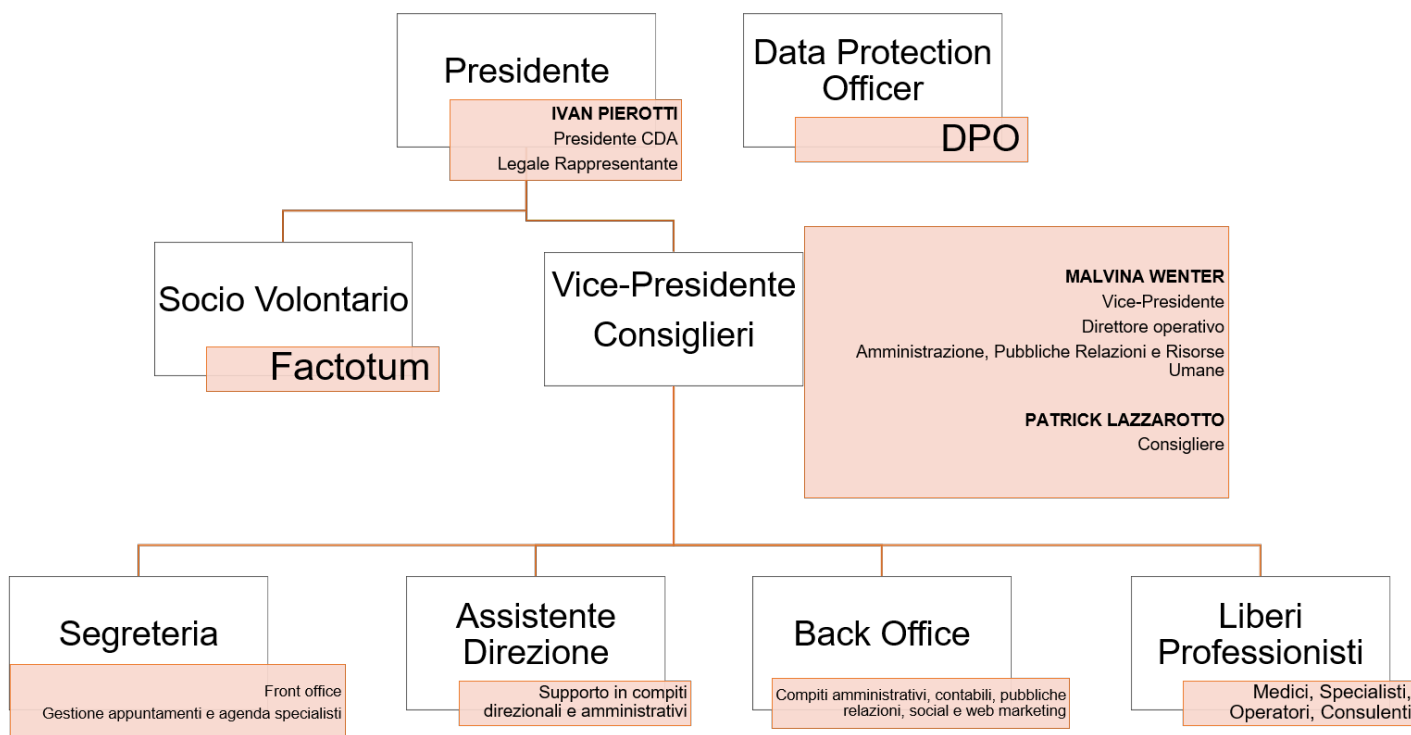 Presidente
IVAN PIEROTTI
Presidente CDA
Legale Rappresentante
Data Protection
Officer
DPO
Socio Volontario
Factotum
Vice-Presidente
Consiglieri
MALVINA WENTER
Vice-Presidente
Direttore operativo
Amministrazione, Pubbliche Relazioni e Risorse
Umane
PATRICK LAZZAROTTO
Consigliere
Segreteria
Front office
Gestione appuntamenti e agenda specialisti
Assistente
Direzione
Supporto in compiti
direzionali e amministrativi
Back Office
Compiti amministrativi, contabili, pubbliche
relazioni, social e web marketing
Liberi
Professionisti
Medici, Specialisti,
Operatori, Consulenti